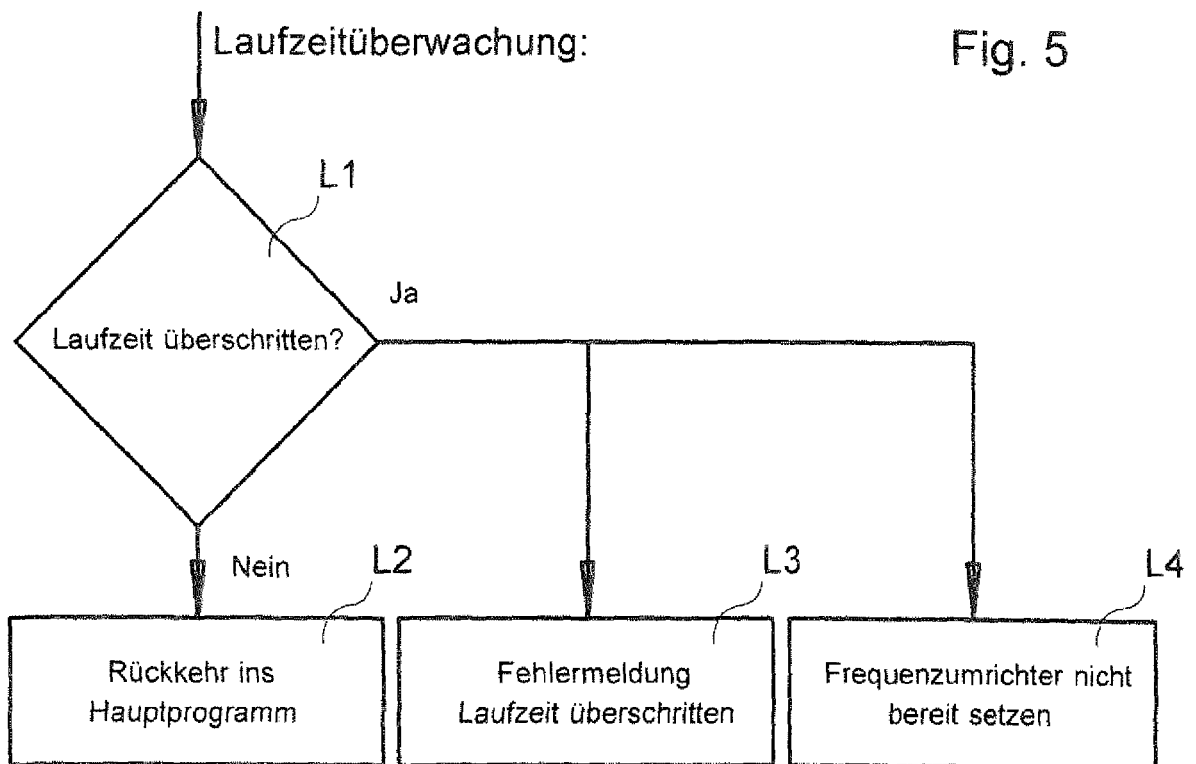 Laufzeitüberwachung:
Fig. 5
L1
Ja
Laufzeit überschritten?
Nein
L2
L3
L4
Rückkehr ins
Hauptprogramm
Fehlermeldung
Laufzeit überschritten
Frequenzumrichter nicht
bereit setzen